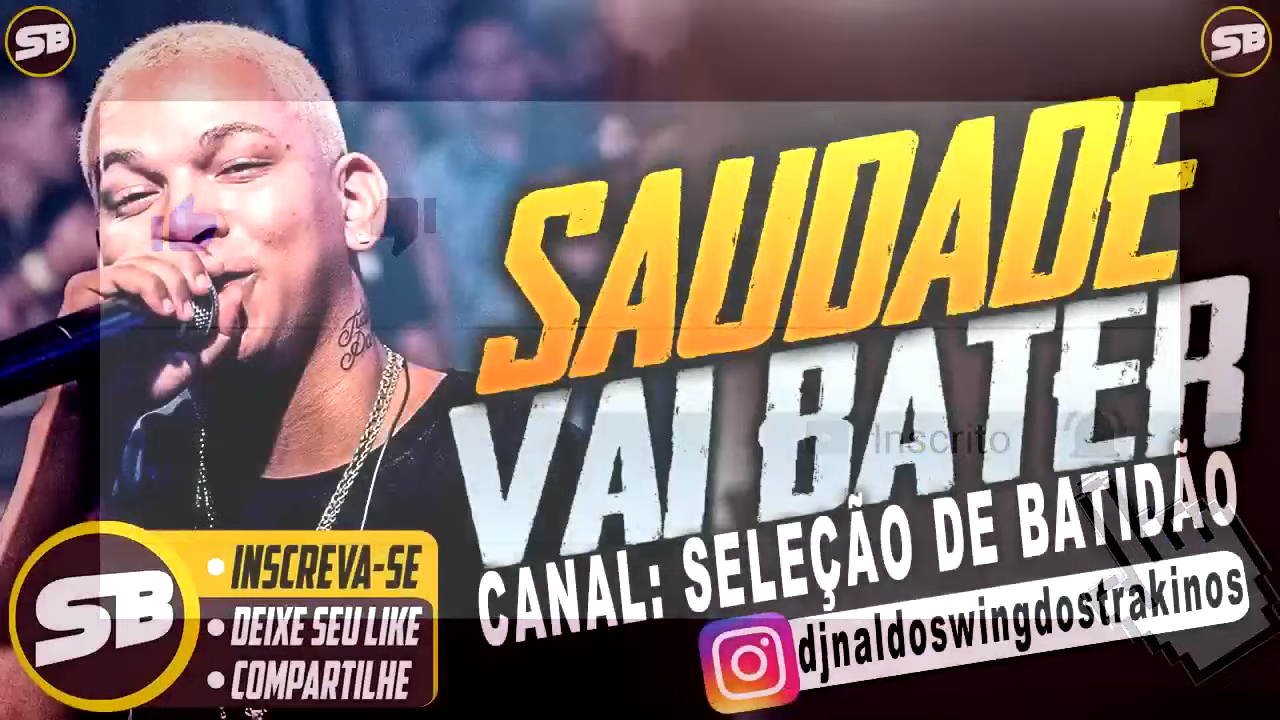 SB
SB
SAUDADE
VAI BATER
Inscrito
CANAL: SELEÇÃO DE BATIDÃO
djnaldoswingdostrakinos
SB
• INSCREVA-SE
• DEIXE SEU LIKE
• COMPARTILHE